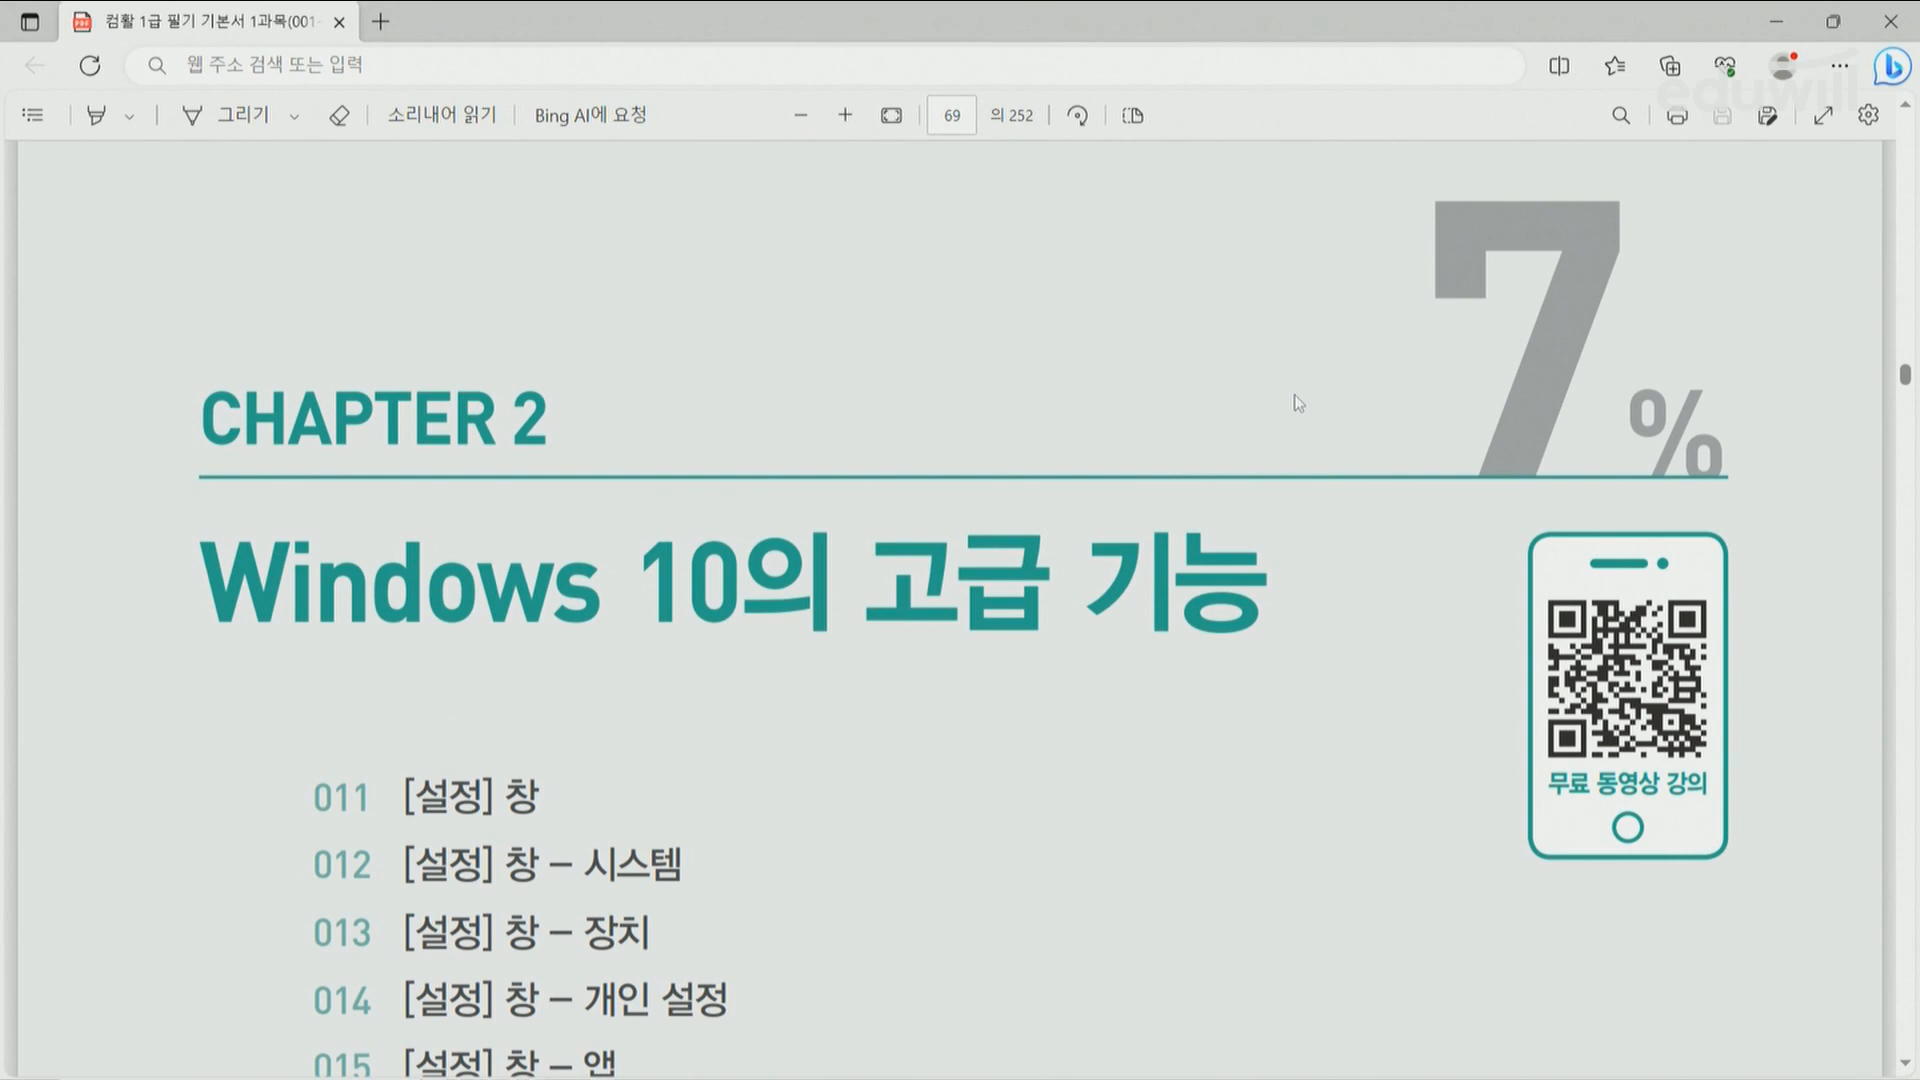 컴활 1급 필기 기본서 1과목(001-
웹 주소 검색 또는 입력
eduwill
그리기
소리내어 읽기
Bing AI에 요청
69
의 252
7%
CHAPTER 2
Windows 10의 고급 기능
무료 동영상 강의
011 [설정] 창
012 [설정] 창 – 시스템
013 [설정] 창 – 장치
014 [설정] 창 – 개인 설정
015 [설정] 창 – 앱